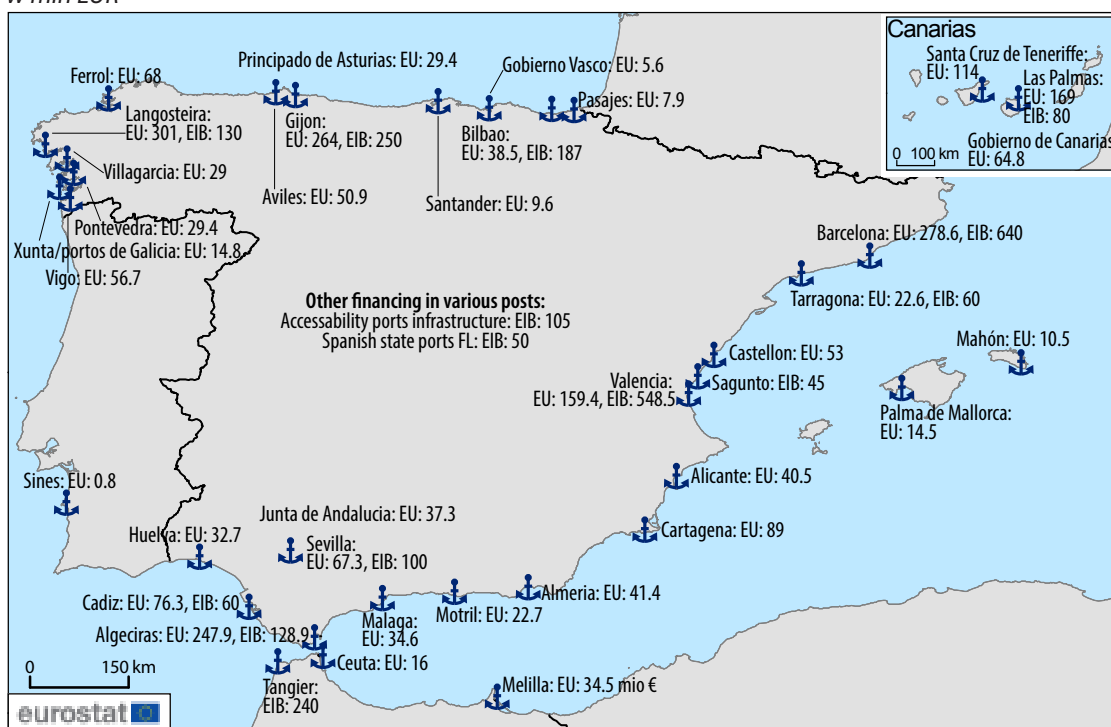 Canarias
Santa Cruz de Teneriffe:
EU: 114
Las Palmas:
EU: 169
EIB: 80
Gobierno de Canarias
EU: 64.8
0 100 km
Principado de Asturias: EU: 29.4
Gobierno Vasco: EU: 5.6
Ferrol: EU: 68
Pasajes: EU: 7.9
Langosteira:
EU: 301, EIB: 130
Gijon:
EU: 264, EIB: 250
Bilbao:
EU: 38.5, EIB: 187
Villagarcia: EU: 29
Aviles: EU: 50.9
Santander: EU: 9.6
Pontevedra: EU: 29.4
Xunta/portos de Galicia: EU: 14.8
Vigo: EU: 56.7
Barcelona: EU: 278.6, EIB: 640
Tarragona: EU: 22.6, EIB: 60
Other financing in various posts:
Accessability ports infrastructure: EIB: 105
Spanish state ports FL: EIB: 50
Mahón: EU: 10.5
Castellon: EU: 53
Sagunto: EIB: 45
Valencia:
EU: 159.4, EIB: 548.5
Palma de Mallorca:
EU: 14.5
Sines: EU: 0.8
Alicante: EU: 40.5
Junta de Andalucia: EU: 37.3
Huelva: EU: 32.7
Sevilla:
EU: 67.3, EIB: 100
Cartagena: EU: 89
Cadiz: EU: 76.3, EIB: 60
Almeria: EU: 41.4
Motril: EU: 22.7
Malaga:
EU: 34.6
Algeciras: EU: 247.9, EIB: 128.9
Ceuta: EU: 16
Tangier:
EIB: 240
Melilla: EU: 34.5 mio €
0 150 km
eurostat